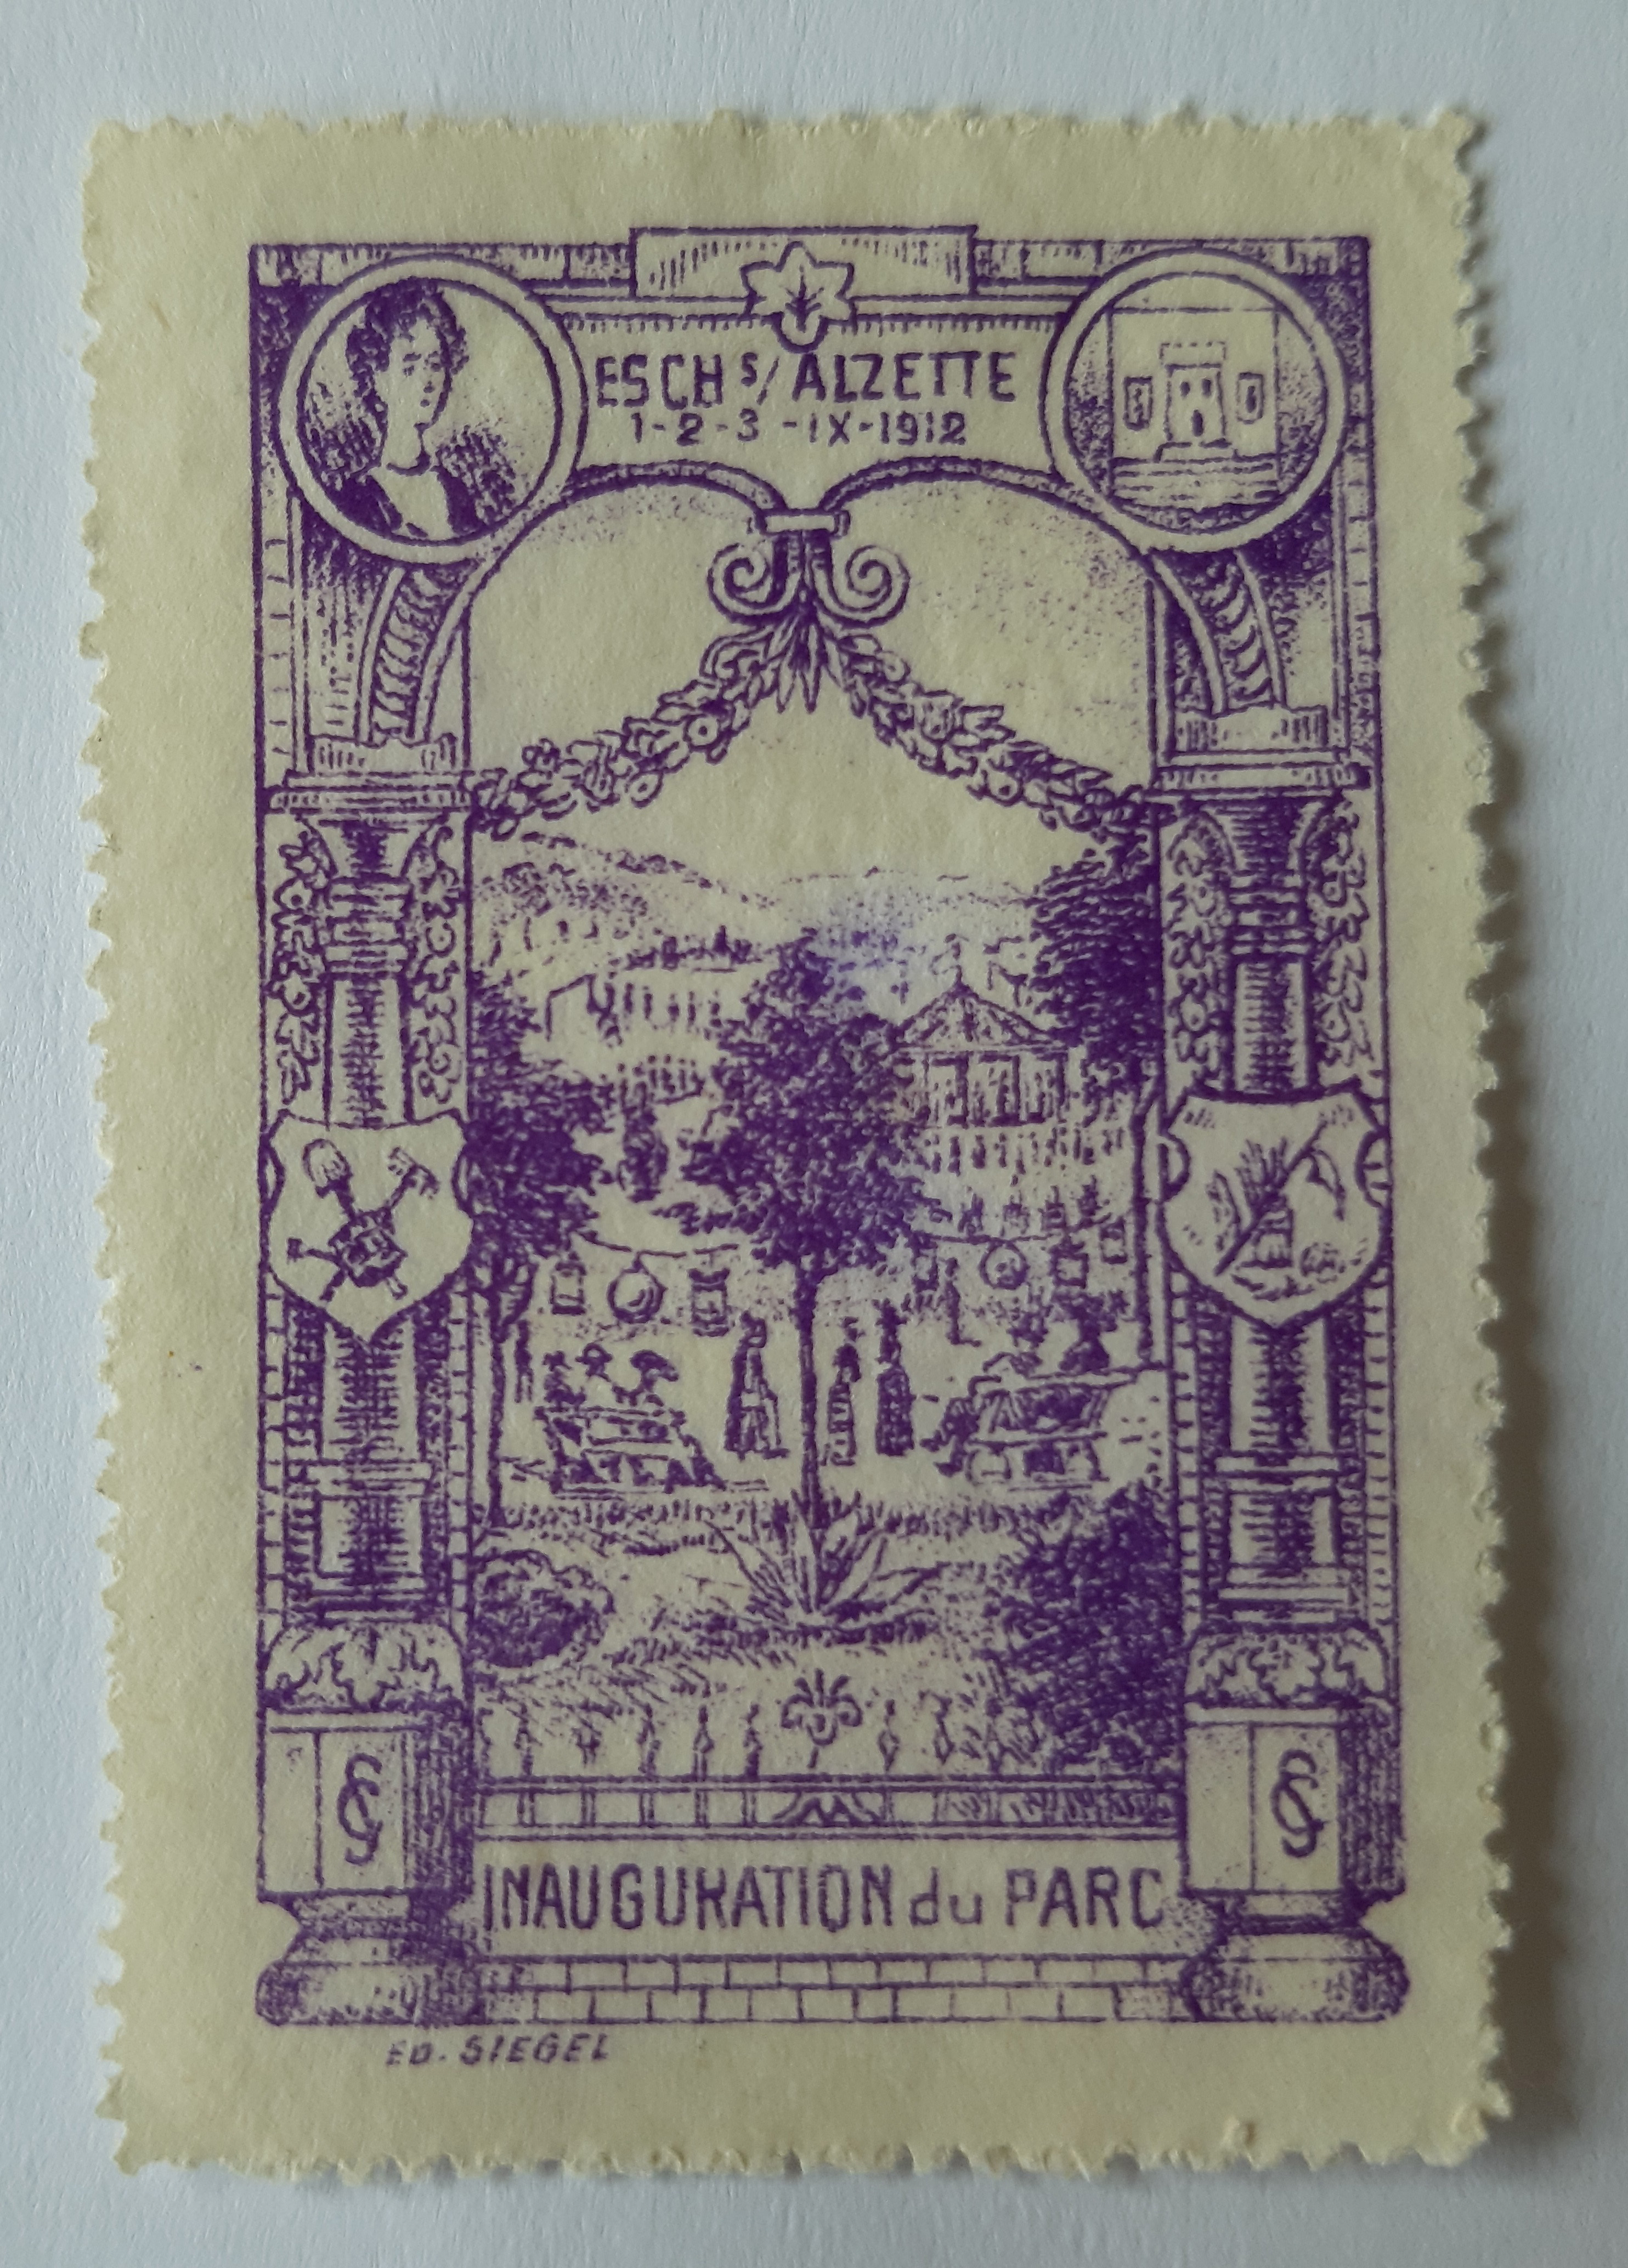 ESCH S/ ALZETTE
1-2-3-IX-1912
INAUGURATION du PARC
ED. SIEGEL